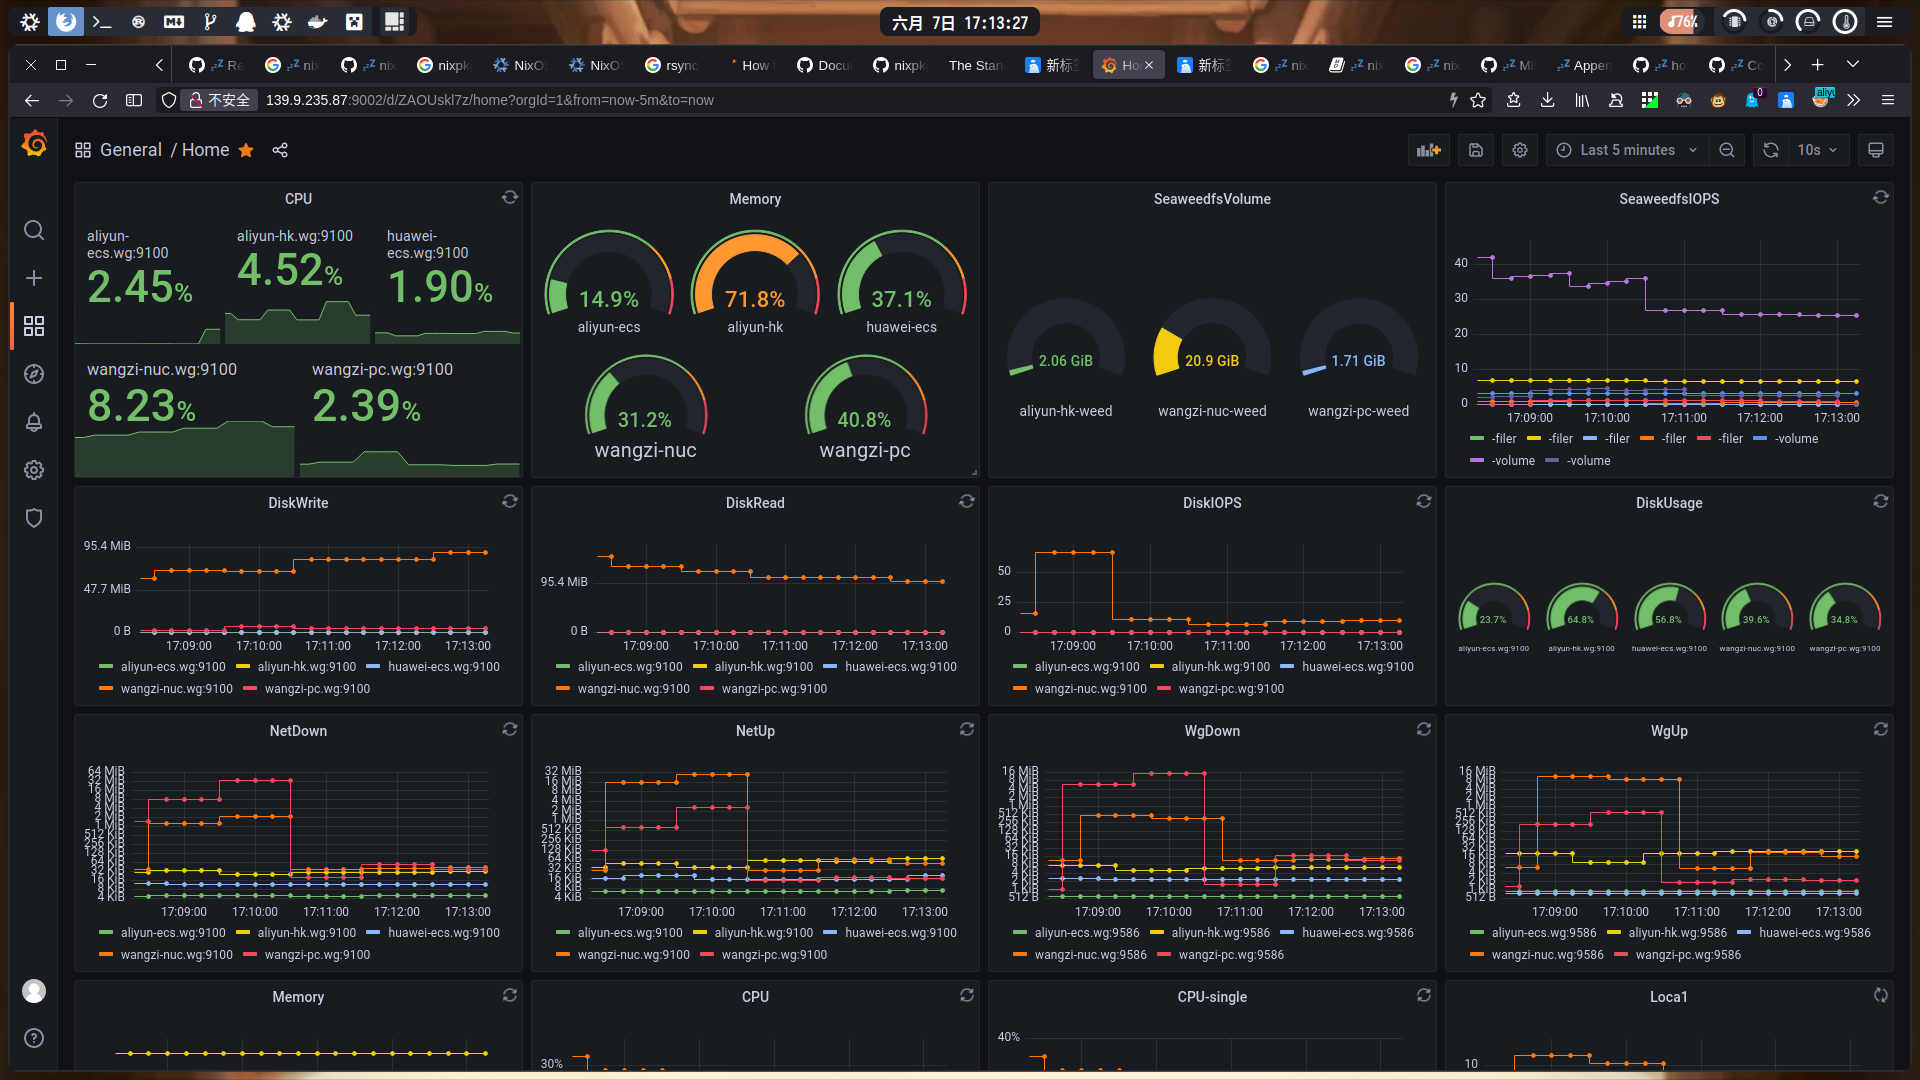 六月 7日 17:13:27
76%
Re
nix
nix
nixpk
NixO
NixOS
rsync
How t
Docu
nixpk
The Stan
新标签
Ho
新标签
nix
nix
nix
Mi
Appen
ho
Co
不安全
139.9.235.87:9002/d/ZAOUskl7z/home?orgId=1&from=now-5m&to=now
0
aliyu
General / Home
Last 5 minutes
10s
CPU
aliyun-ecs.wg:9100
2.45%
aliyun-hk.wg:9100
4.52%
huawei-ecs.wg:9100
1.90%
wangzi-nuc.wg:9100
8.23%
wangzi-pc.wg:9100
2.39%
Memory
14.9%
aliyun-ecs
71.8%
aliyun-hk
37.1%
huawei-ecs
31.2%
wangzi-nuc
40.8%
wangzi-pc
SeaweedfsVolume
2.06 GiB
aliyun-hk-weed
20.9 GiB
wangzi-nuc-weed
1.71 GiB
wangzi-pc-weed
SeaweedfsIOPS
40
30
20
10
0
17:09:00 17:10:00 17:11:00 17:12:00 17:13:00
-filer -filer -filer -filer -filer -volume
-volume -volume
DiskWrite
95.4 MiB
47.7 MiB
0 B
17:09:00 17:10:00 17:11:00 17:12:00 17:13:00
aliyun-ecs.wg:9100 aliyun-hk.wg:9100 huawei-ecs.wg:9100
wangzi-nuc.wg:9100 wangzi-pc.wg:9100
DiskRead
95.4 MiB
0 B
17:09:00 17:10:00 17:11:00 17:12:00 17:13:00
aliyun-ecs.wg:9100 aliyun-hk.wg:9100 huawei-ecs.wg:9100
wangzi-nuc.wg:9100 wangzi-pc.wg:9100
DiskIOPS
50
25
0
17:09:00 17:10:00 17:11:00 17:12:00 17:13:00
aliyun-ecs.wg:9100 aliyun-hk.wg:9100 huawei-ecs.wg:9100
wangzi-nuc.wg:9100 wangzi-pc.wg:9100
DiskUsage
23.7% 64.8% 56.8% 39.6% 34.8%
aliyun-ecs.wg:9100 aliyun-hk.wg:9100 huawei-ecs.wg:9100 wangzi-nuc.wg:9100 wangzi-pc.wg:9100
NetDown
64 MiB
32 MiB
16 MiB
8 MiB
4 MiB
2 MiB
1 MiB
512 KiB
256 KiB
128 KiB
64 KiB
32 KiB
16 KiB
8 KiB
4 KiB
17:09:00 17:10:00 17:11:00 17:12:00 17:13:00
aliyun-ecs.wg:9100 aliyun-hk.wg:9100 huawei-ecs.wg:9100
wangzi-nuc.wg:9100 wangzi-pc.wg:9100
NetUp
32 MiB
16 MiB
8 MiB
4 MiB
2 MiB
1 MiB
512 KiB
256 KiB
128 KiB
64 KiB
32 KiB
16 KiB
8 KiB
4 KiB
17:09:00 17:10:00 17:11:00 17:12:00 17:13:00
aliyun-ecs.wg:9100 aliyun-hk.wg:9100 huawei-ecs.wg:9100
wangzi-nuc.wg:9100 wangzi-pc.wg:9100
WgDown
16 MiB
8 MiB
4 MiB
2 MiB
1 MiB
512 KiB
256 KiB
128 KiB
64 KiB
32 KiB
16 KiB
8 KiB
4 KiB
2 KiB
1 KiB
512 B
17:09:00 17:10:00 17:11:00 17:12:00 17:13:00
aliyun-ecs.wg:9586 aliyun-hk.wg:9586 huawei-ecs.wg:9586
wangzi-nuc.wg:9586 wangzi-pc.wg:9586
WgUp
16 MiB
8 MiB
4 MiB
2 MiB
1 MiB
512 KiB
256 KiB
128 KiB
64 KiB
32 KiB
16 KiB
8 KiB
4 KiB
2 KiB
1 KiB
512 B
17:09:00 17:10:00 17:11:00 17:12:00 17:13:00
aliyun-ecs.wg:9586 aliyun-hk.wg:9586 huawei-ecs.wg:9586
wangzi-nuc.wg:9586 wangzi-pc.wg:9586
Memory
CPU
30%
CPU-single
40%
Loca1
10